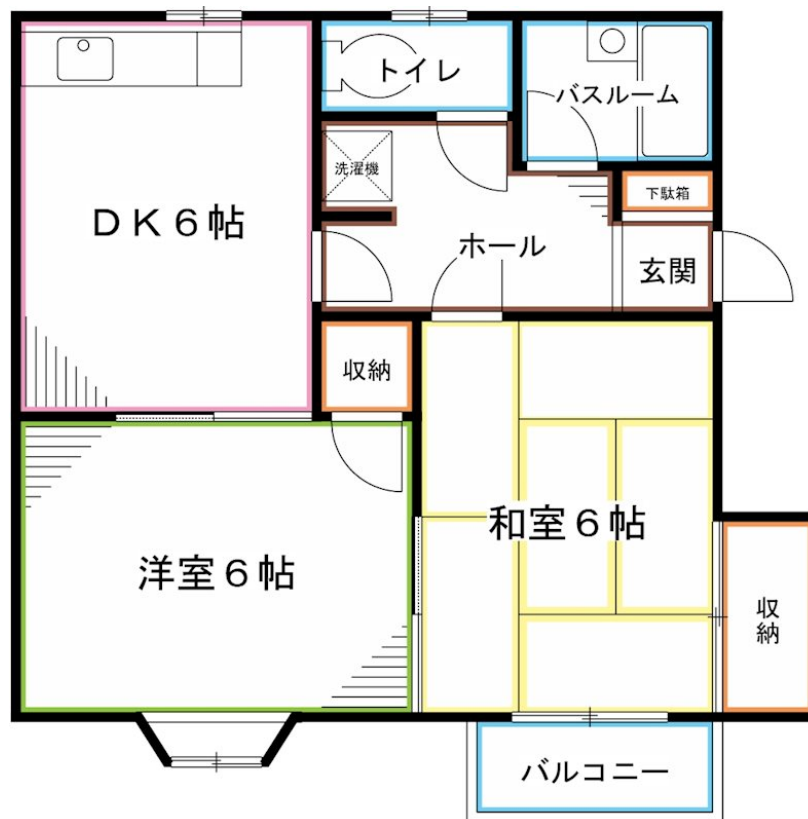 トイレ
バスルーム
洗濯機
下駄箱
DK6帖
ホール
玄関
収納
和室6帖
洋室6帖
収納
バルコニー